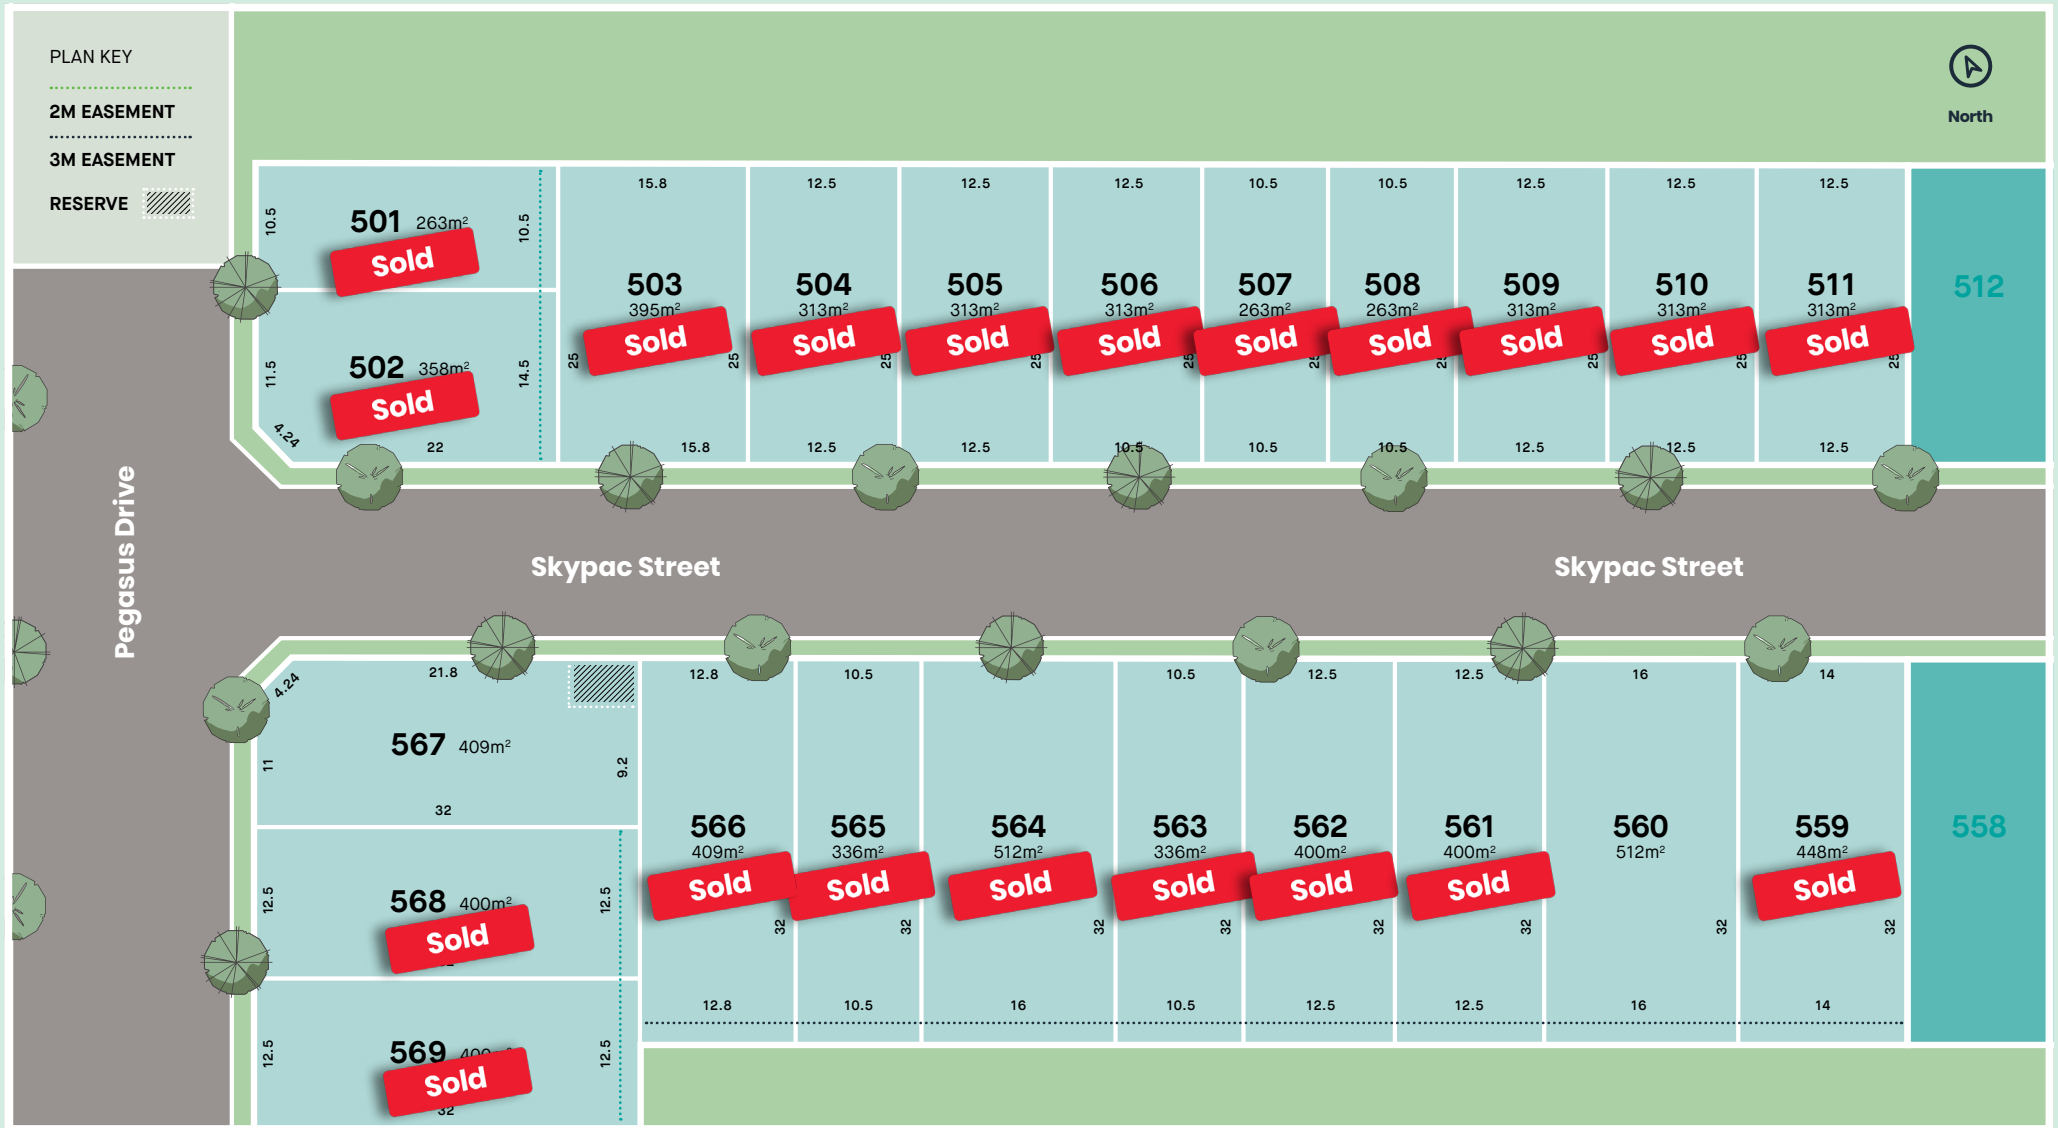 PLAN KEY
2M EASEMENT
3M EASEMENT
RESERVE
North
10.5
501 263m²
Sold
10.5
11.5
502 358m²
Sold
14.5
4.24
22
15.8
503
395m²
Sold
25
25
15.8
12.5
504
313m²
Sold
25
12.5
12.5
505
313m²
Sold
25
12.5
12.5
506
313m²
Sold
25
10.5
10.5
507
263m²
Sold
25
10.5
10.5
508
263m²
Sold
25
10.5
12.5
509
313m²
Sold
25
12.5
12.5
510
313m²
Sold
25
12.5
12.5
511
313m²
Sold
25
12.5
512
Pegasus Drive
Skypac Street
Skypac Street
4.24
21.8
11
567 409m²
9.2
32
12.5
568 400m²
Sold
12.5
12.5
569
Sold
12.5
32
12.8
566
409m²
Sold
32
12.8
10.5
565
336m²
Sold
32
10.5
564
512m²
Sold
32
16
10.5
563
336m²
Sold
32
10.5
12.5
562
400m²
Sold
32
12.5
12.5
561
400m²
Sold
32
12.5
16
560
512m²
32
16
14
559
448m²
Sold
32
14
558